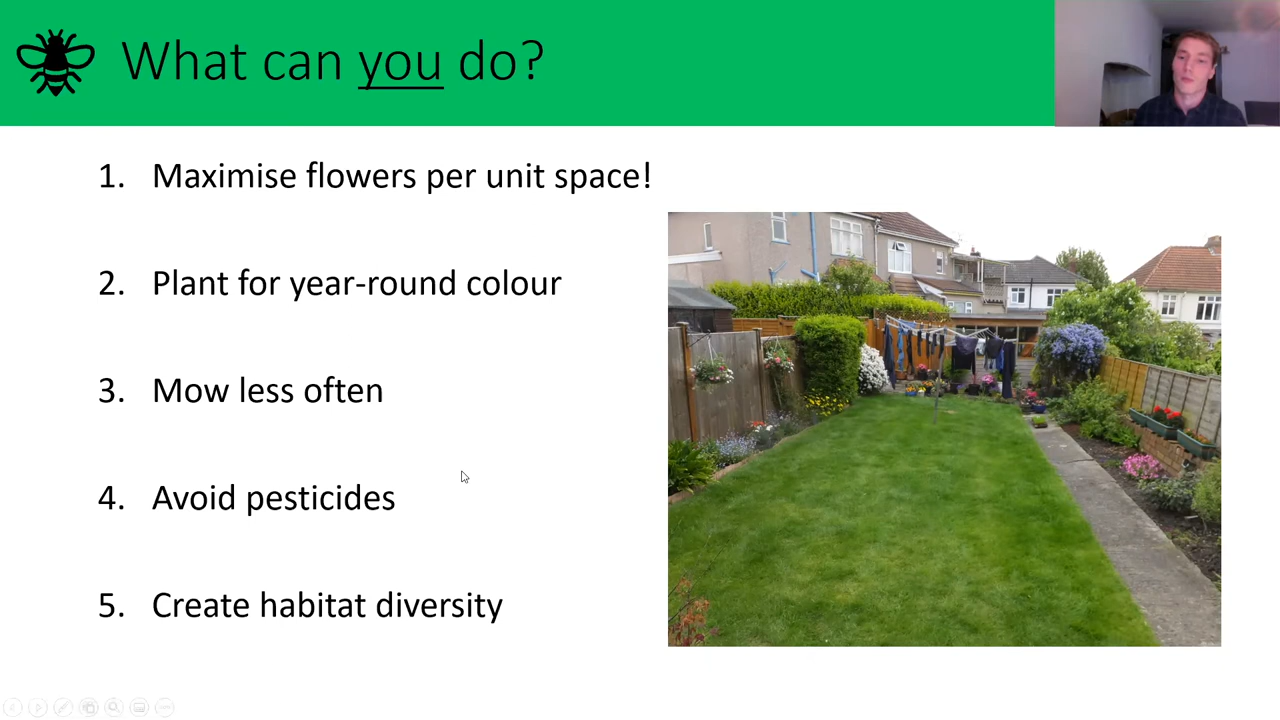 What can you do?
1. Maximise flowers per unit space!
2. Plant for year-round colour
3. Mow less often
4. Avoid pesticides
5. Create habitat diversity